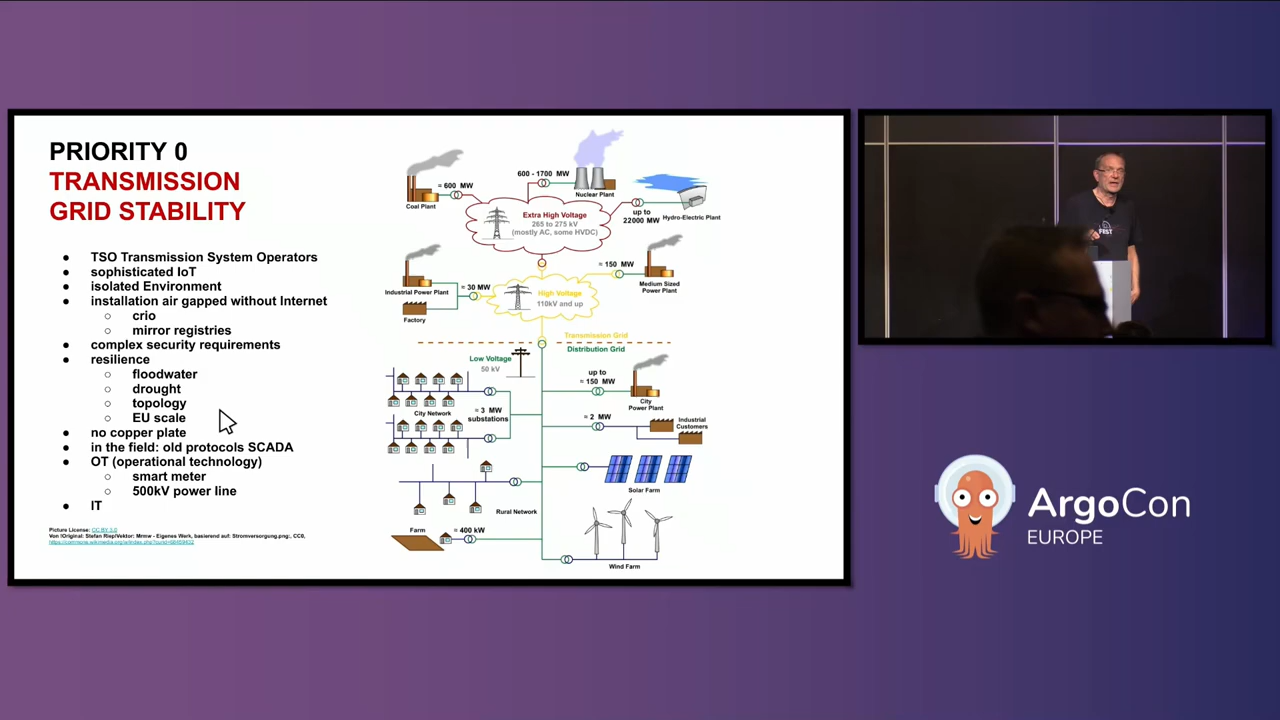 PRIORITY 0
TRANSMISSION
GRID STABILITY
● TSO Transmission System Operators
● sophisticated IoT
● isolated Environment
● installation air gapped without Internet
○ crio
○ mirror registries
● complex security requirements
● resilience
○ floodwater
○ drought
○ topology
○ EU scale
● no copper plate
● in the field: old protocols SCADA
● OT (operational technology)
○ smart meter
○ 500kV power line
● IT
Picture License: CC BY 3.0
≈ 600 MW
Coal Plant
600 - 1700 MW
Nuclear Plant
up to
22000 MW
Hydro-Electric Plant
Extra High Voltage
265 to 275 kV
(mostly AC, some HVDC)
Industrial Power Plant
≈ 30 MW
Factory
High Voltage
110kV and up
≈ 150 MW
Medium Sized
Power Plant
Transmission Grid
Distribution Grid
Low Voltage
50 kV
City Network
≈ 3 MW
substations
up to
≈ 150 MW
City
Power Plant
≈ 2 MW
Industrial
Customers
Solar Farm
Rural Network
Farm
≈ 400 kW
Wind Farm
ArgoCon
EUROPE